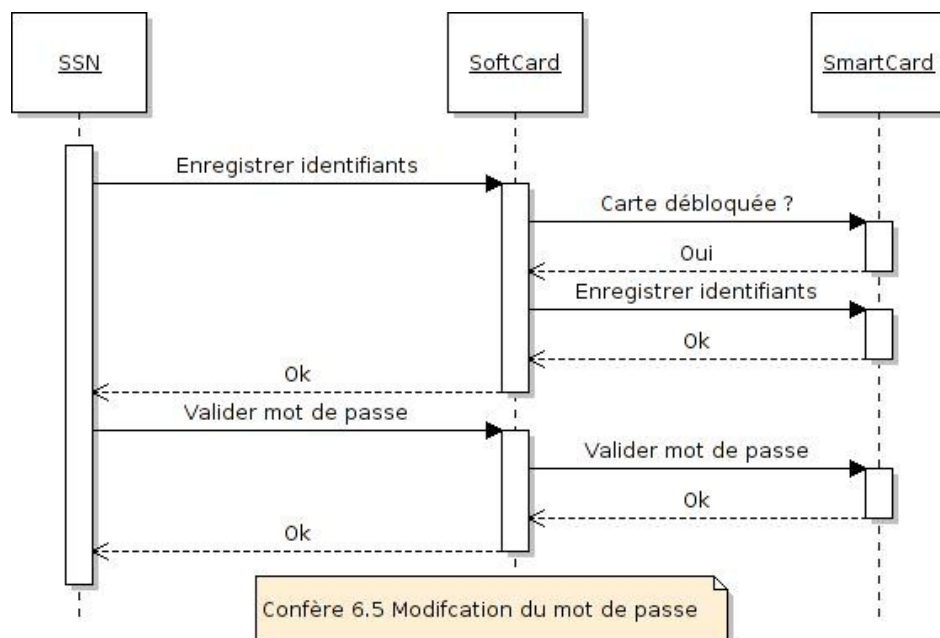 SSN
SoftCard
SmartCard
Enregistrer identifiants
Carte débloquée ?
Oui
Enregistrer identifiants
Ok
Ok
Valider mot de passe
Valider mot de passe
Ok
Ok
Confère 6.5 Modifcation du mot de passe